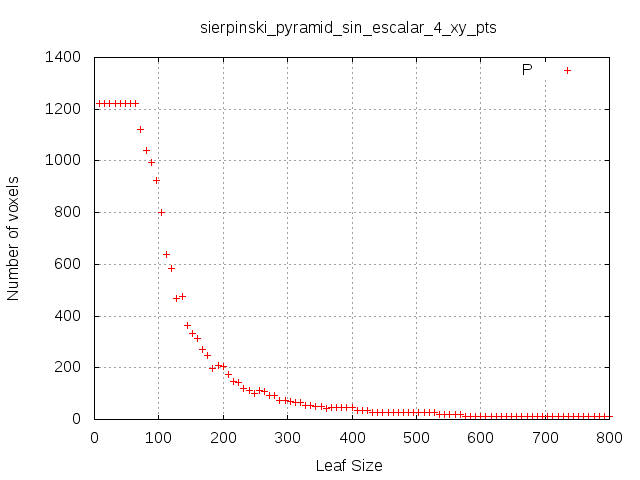 sierpinski_pyramid_sin_escalar_4_xy_pts
P
1400
1200
1000
800
600
400
200
0
Number of voxels
0 100 200 300 400 500 600 700 800
Leaf Size